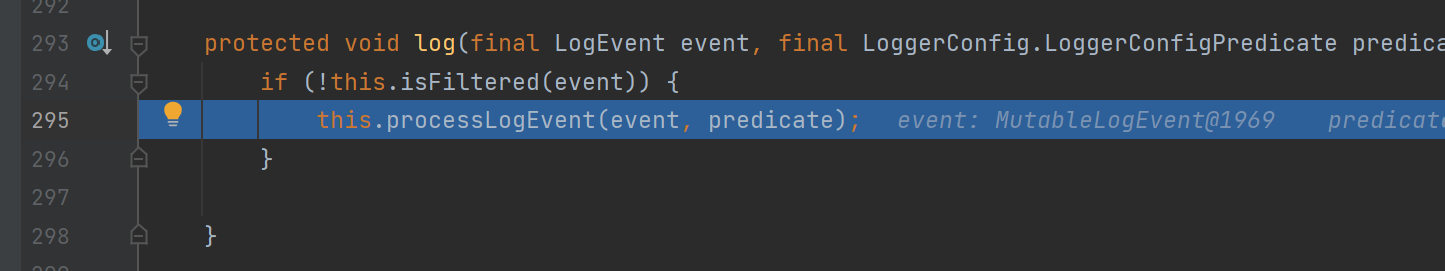 292
293 protected void log(final LogEvent event, final LoggerConfig.LoggerConfigPredicate predica
294 if (!this.isFiltered(event)) {
295 this.processLogEvent(event, predicate); event: MutableLogEvent@1969 predicate
296 }
297
298 }